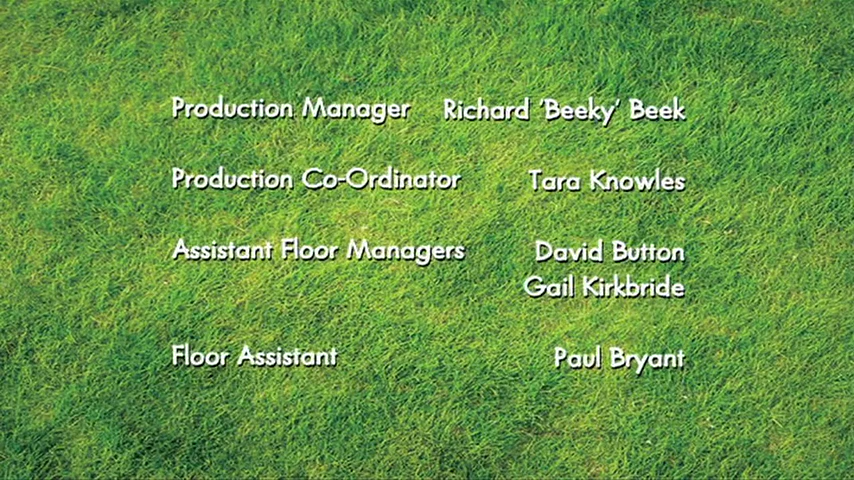 Production Manager Richard 'Beeky' Beek
Production Co-Ordinator Tara Knowles
Assistant Floor Managers David Button
Gail Kirkbride
Floor Assistant Paul Bryant